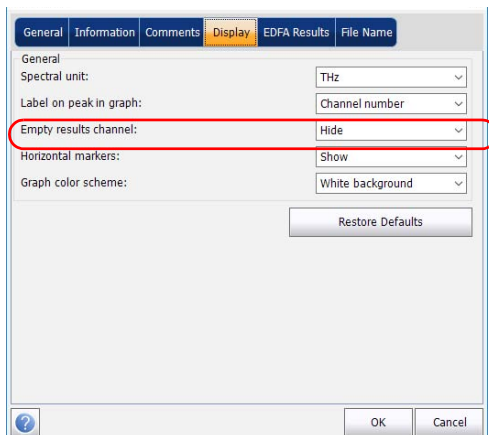 General Information Comments Display EDFA Results File Name
General
Spectral unit: THz
Label on peak in graph: Channel number
Empty results channel: Hide
Horizontal markers: Show
Graph color scheme: White background
Restore Defaults
? OK Cancel